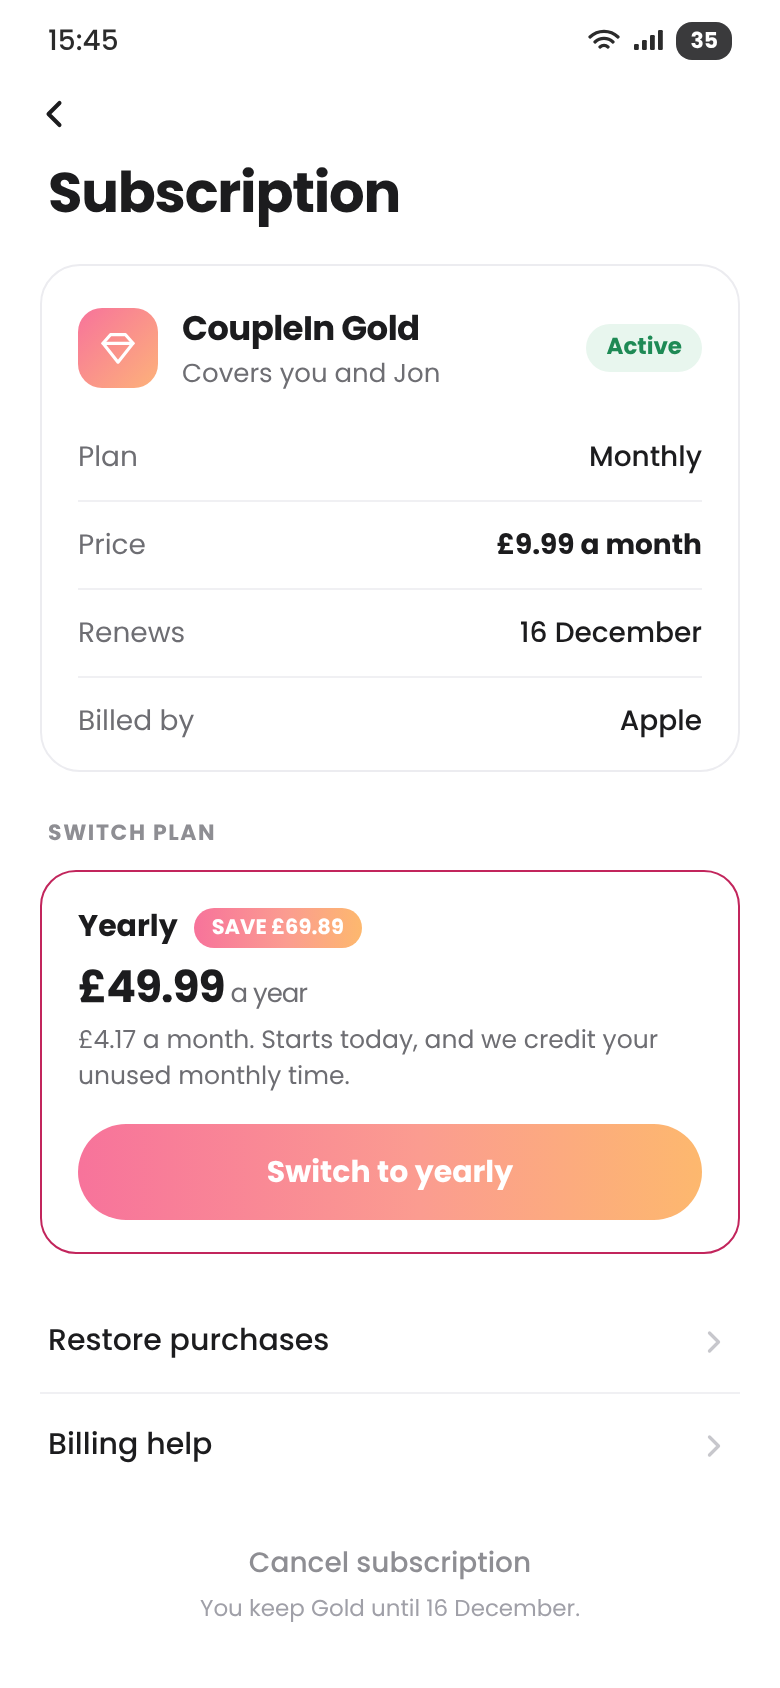 15:45
35
Subscription
CoupleIn Gold
Covers you and Jon
Active
Plan
Monthly
Price
£9.99 a month
Renews
16 December
Billed by
Apple
SWITCH PLAN
Yearly
SAVE £69.89
£49.99 a year
£4.17 a month. Starts today, and we credit your
unused monthly time.
Switch to yearly
Restore purchases
Billing help
Cancel subscription
You keep Gold until 16 December.